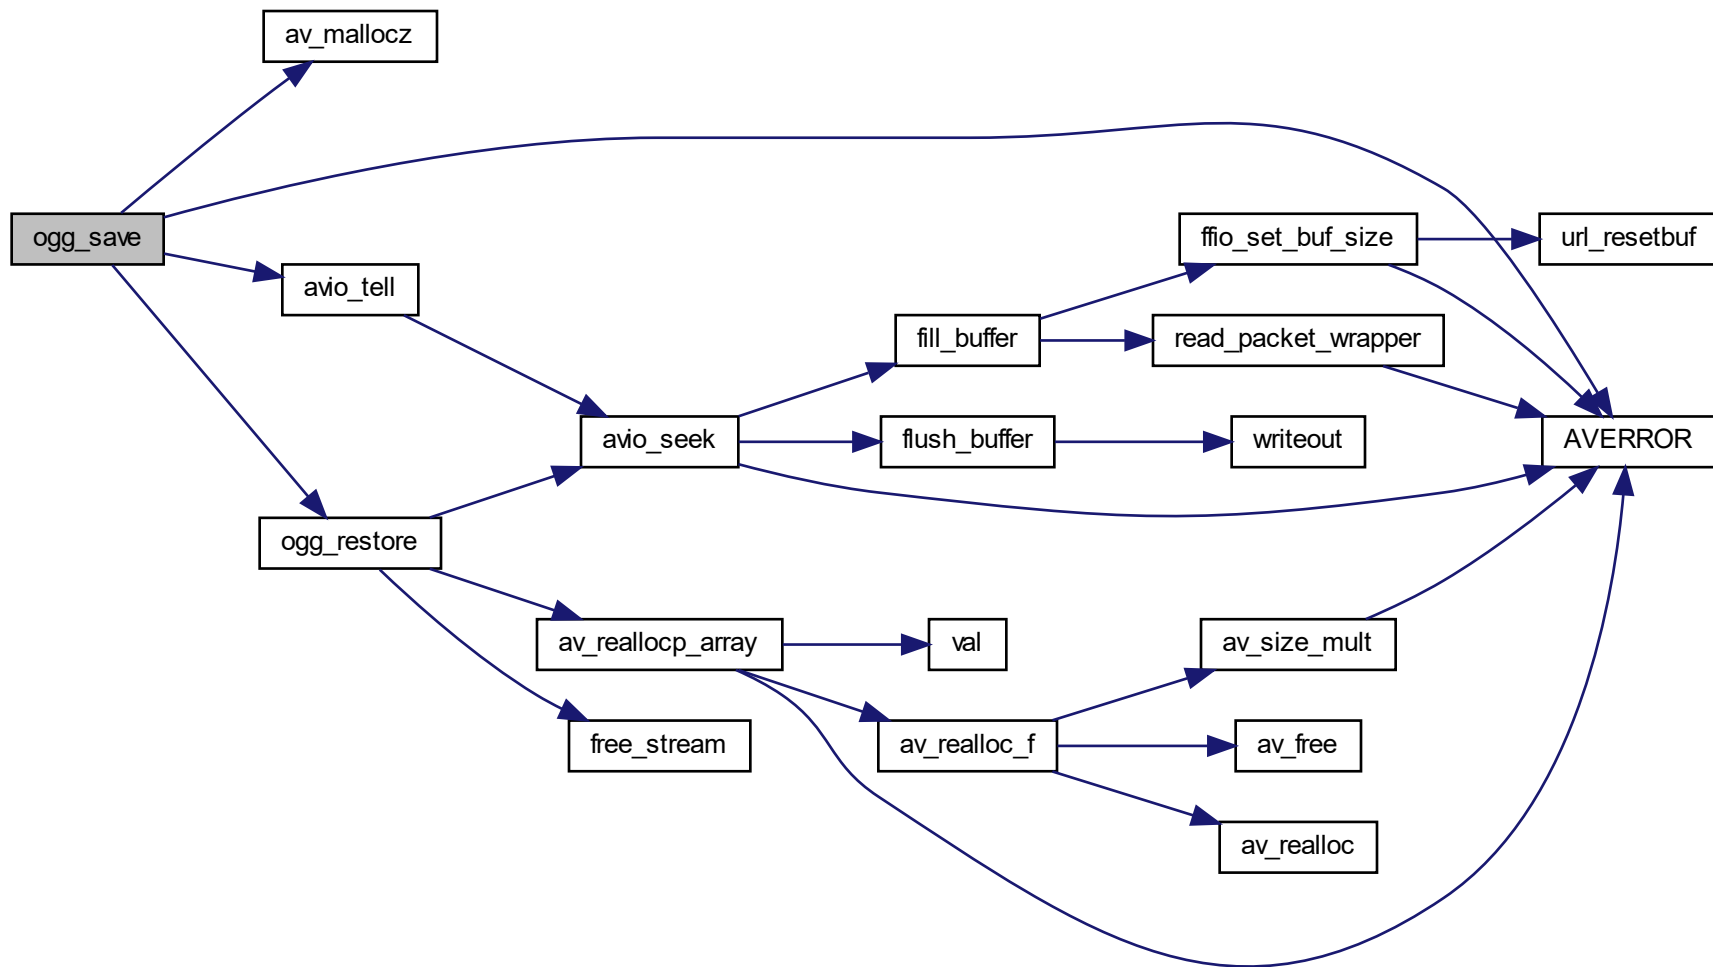 av_mallocz
ogg_save
ffio_set_buf_size
url_resetbuf
avio_tell
fill_buffer
read_packet_wrapper
avio_seek
flush_buffer
writeout
AVERROR
ogg_restore
av_reallocp_array
val
av_size_mult
free_stream
av_realloc_f
av_free
av_realloc